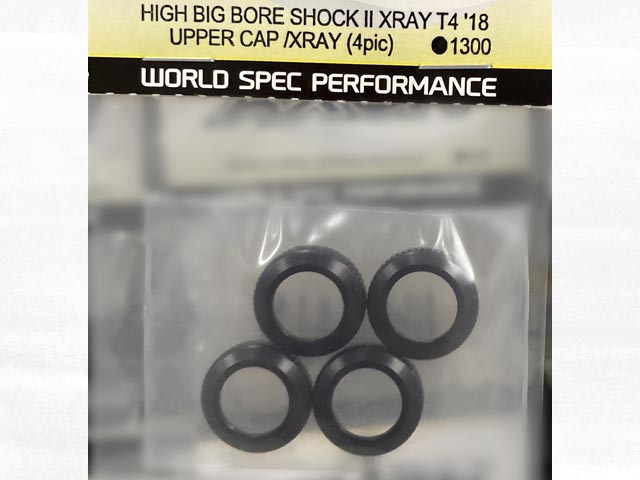 HIGH BIG BORE SHOCK II XRAY T4 '18
UPPER CAP /XRAY (4pic) ●1300
WORLD SPEC PERFORMANCE